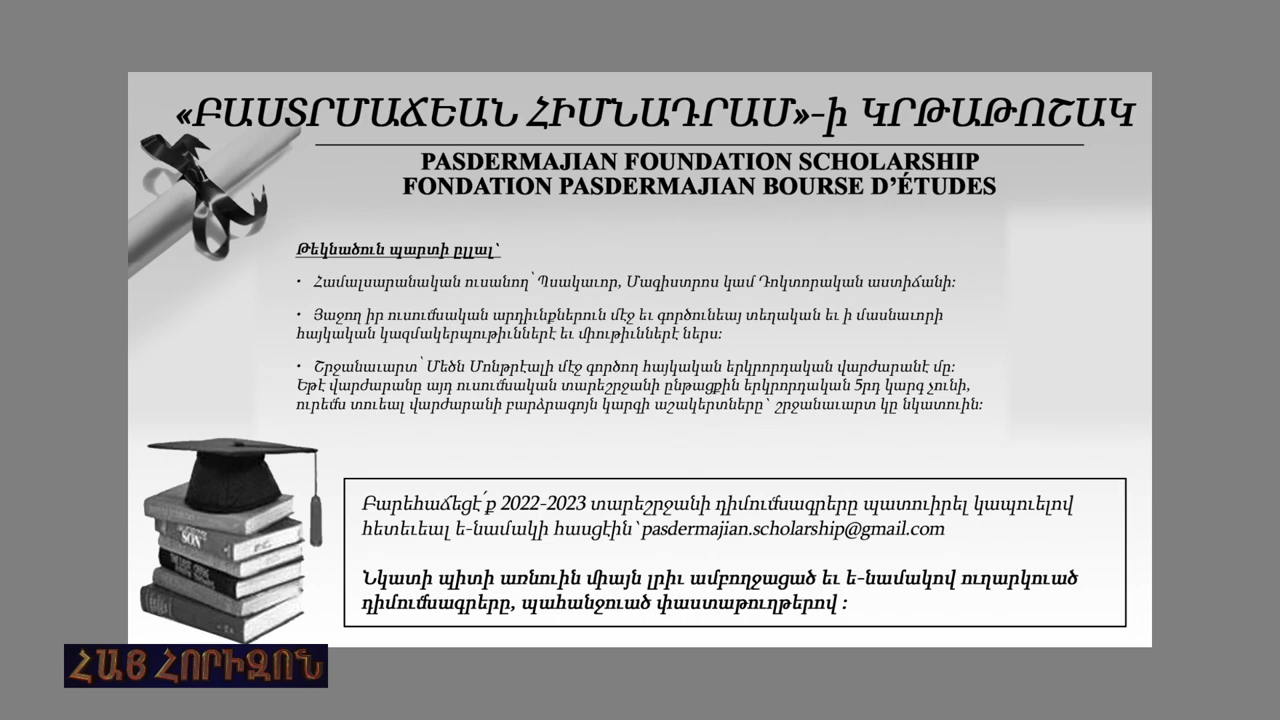 «ԲԱՍՏՐՄԱՃԵԱՆ ՀԻՄՆԱԴՐԱՄ»-ի ԿՐԹԱԹՈՇԱԿ
PASDERMAJIAN FOUNDATION SCHOLARSHIP
FONDATION PASDERMAJIAN BOURSE D’ÉTUDES
Թեկնածուն պարտի ըլլալ՝
• Համալսարանական ուսանող՝ Պսակաւոր, Մագիստրոս կամ Դոկտորական աստիճանի:
• Յաջող իր ուսումնական արդիւնքներուն մէջ եւ գործունեայ տեղական եւ ի մասնաւորի
հայկական կազմակերպութիւններէ եւ միութիւններէ ներս:
• Շրջանաւարտ՝ Մեծն Մոնթրէալի մէջ գործող հայկական երկրորդական վարժարանէ մը:
Եթէ վարժարանը այդ ուսումնական տարեշրջանի ընթացքին երկրորդական 5րդ կարգ չունի,
ուրեմն տուեալ վարժարանի բարձրագոյն կարգի աշակերտները՝ շրջանաւարտ կը նկատուին:
Բարեհաճեցէ՛ք 2022-2023 տարեշրջանի դիմումնագրերը պատուիրել կապուելով
հետեւեալ ե-նամակի հասցէին՝ pasdermajian.scholarship@gmail.com
Նկատի պիտի առնուին միայն լրիւ ամբողջացած եւ ե-նամակով ուղարկուած
դիմումնագրերը, պահանջուած փաստաթուղթերով :
SON
ՀԱՅ ՀՈՐԻԶՈՆ